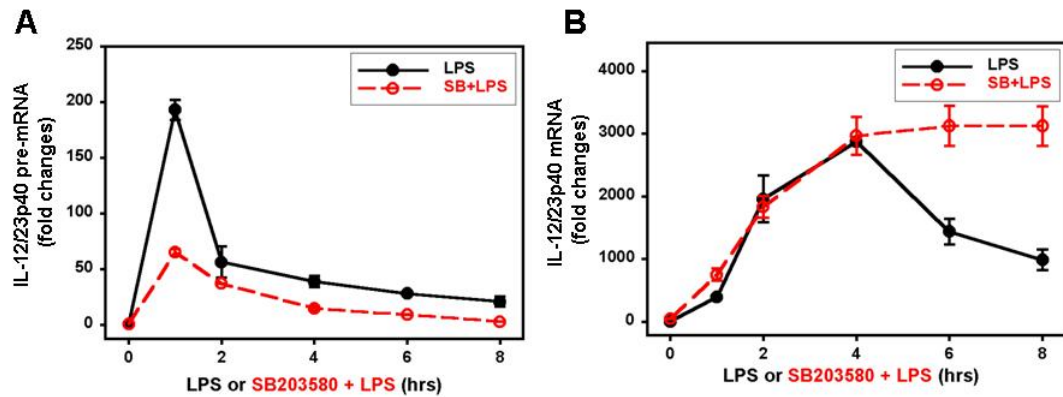 A
IL-12/23p40 pre-mRNA
(fold changes)
250
200
150
100
50
0
LPS
SB+LPS
0 2 4 6 8
LPS or SB203580 + LPS (hrs)
B
IL-12/23p40 mRNA
(fold changes)
4000
3000
2000
1000
0
LPS
SB+LPS
0 2 4 6 8
LPS or SB203580 + LPS (hrs)